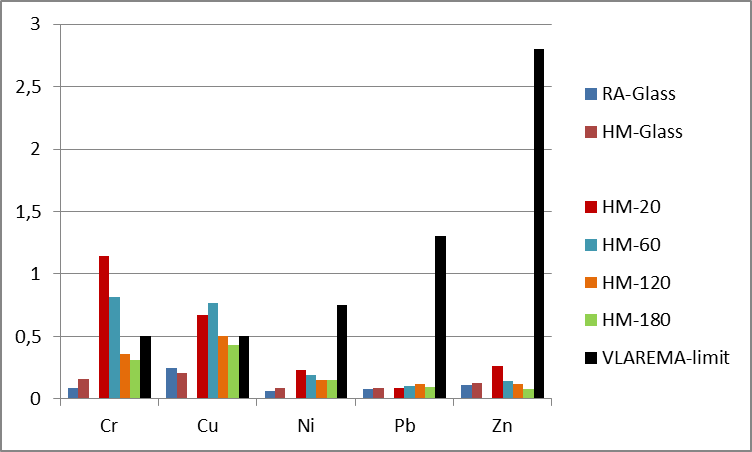 3
2,5
2
1,5
1
0,5
0
Cr Cu Ni Pb Zn
RA-Glass
HM-Glass
HM-20
HM-60
HM-120
HM-180
VLAREMA-limit